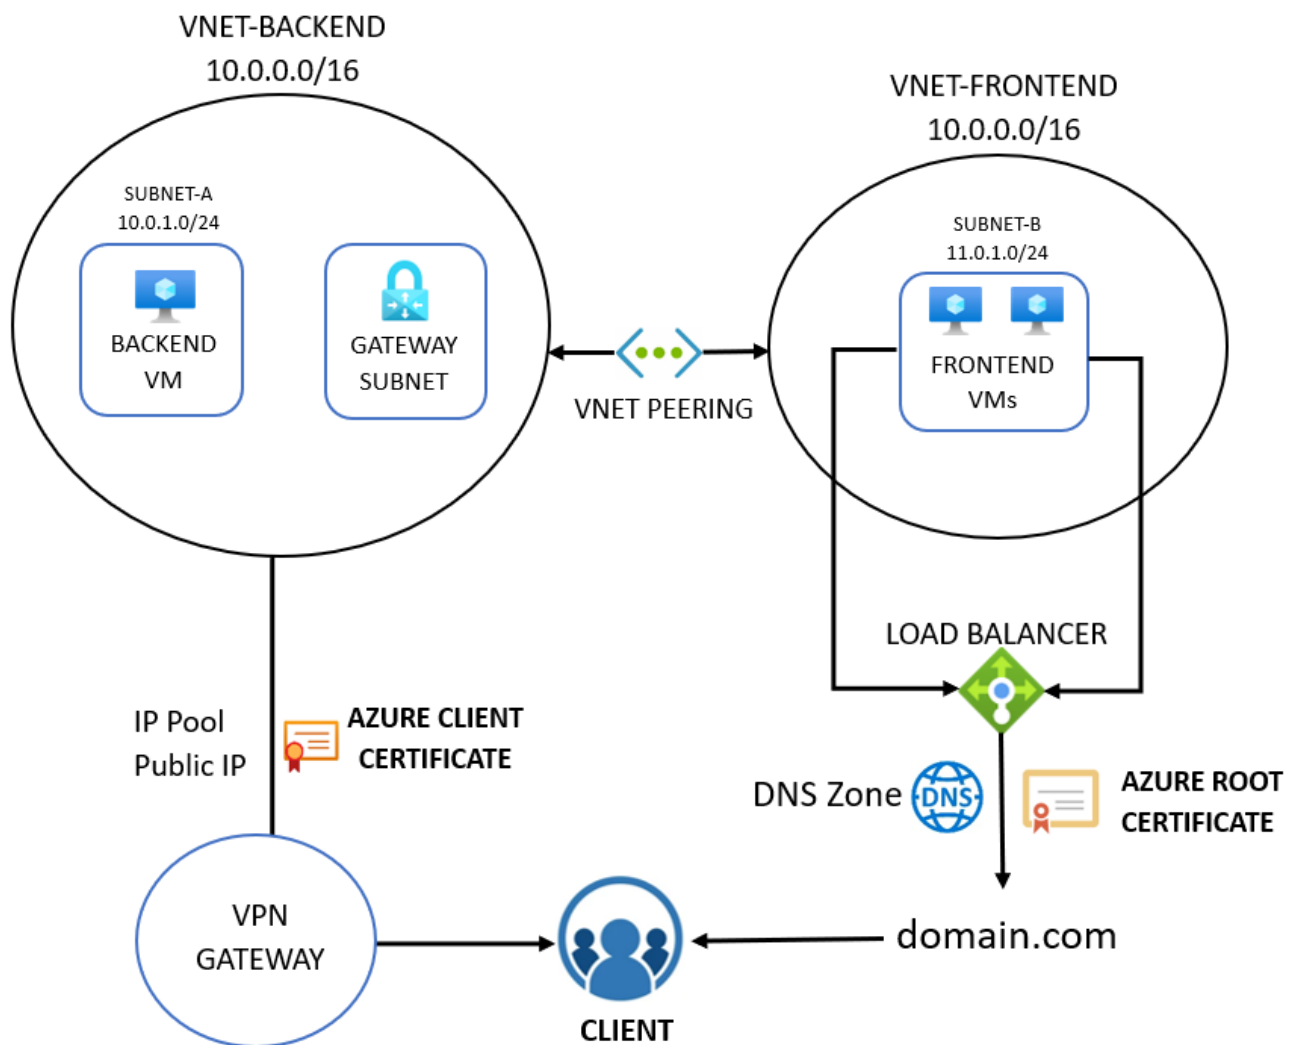 VNET-BACKEND
10.0.0.0/16
VNET-FRONTEND
10.0.0.0/16
SUBNET-A
10.0.1.0/24
BACKEND
VM
GATEWAY
SUBNET
VNET PEERING
SUBNET-B
11.0.1.0/24
FRONTEND
VMs
LOAD BALANCER
IP Pool
Public IP
AZURE CLIENT
CERTIFICATE
DNS Zone
DNS
AZURE ROOT
CERTIFICATE
VPN
GATEWAY
domain.com
CLIENT